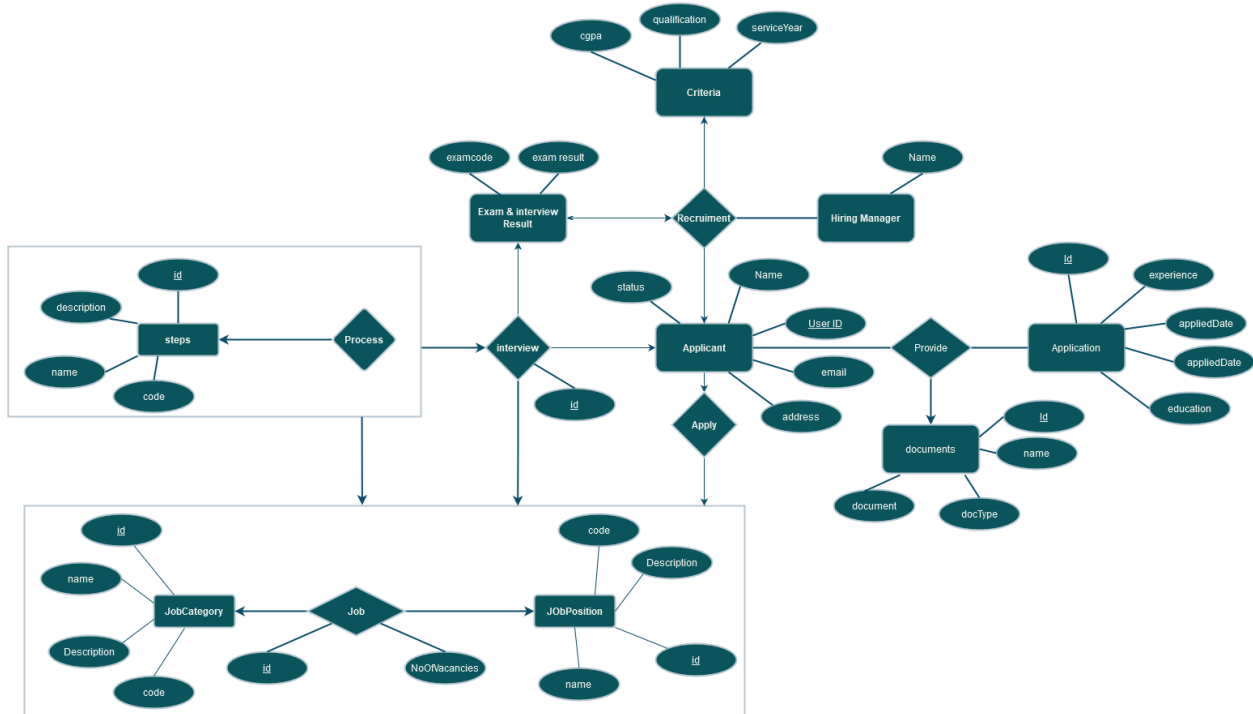 qualification
serviceYear
cgpa
Criteria
examcode
exam result
Name
Exam & interview
Result
Recruiment
Hiring Manager
id
description
steps
name
code
Process
interview
id
status
Name
User ID
Applicant
email
address
Provide
Id
experience
appliedDate
Application
appliedDate
education
Apply
documents
Id
name
document
docType
id
name
JobCategory
Description
code
Job
id
NoOfVacancies
code
Description
JObPosition
id
name